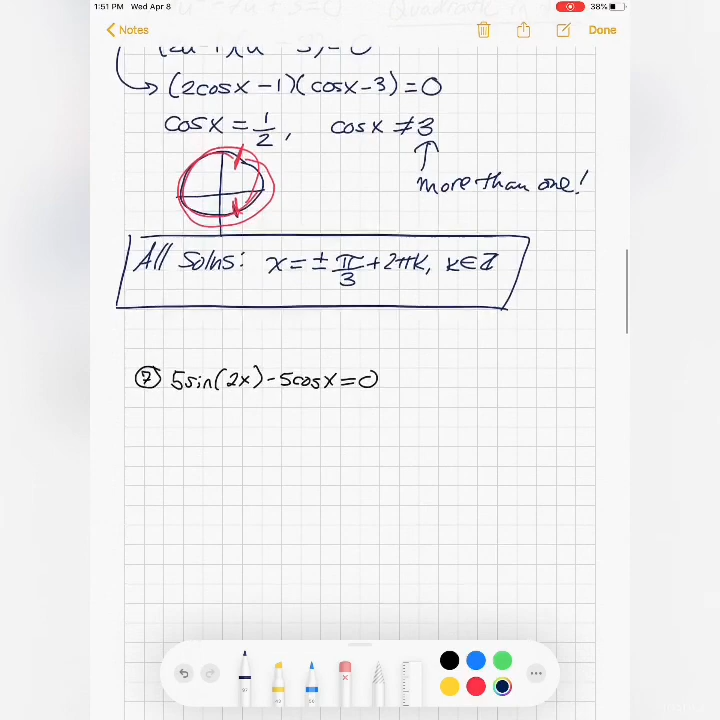 1:51 PM Wed Apr 8
38%
Notes
Done
(2cosx-1)(cosx-3)=0
cosx=1/2, cosx≠3
↑
more than one!
All Solns: x=±π/3+2πk, k∈ℤ
⑦ 5sin(2x)-5cosx=0